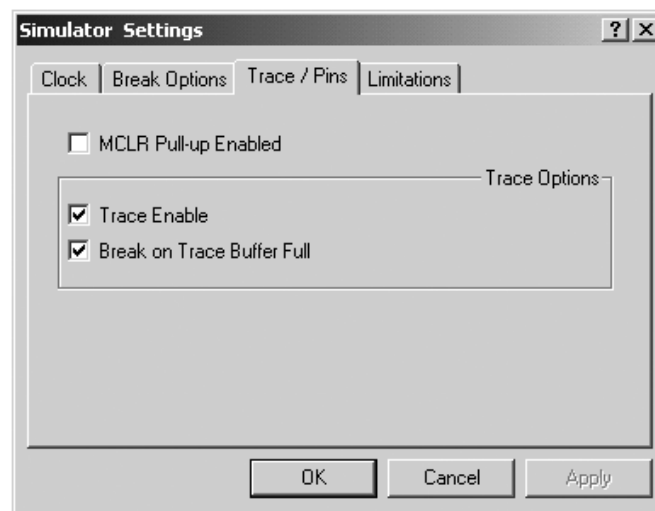 Simulator Settings
Clock Break Options Trace / Pins Limitations
MCLR Pull-up Enabled
Trace Options
Trace Enable
Break on Trace Buffer Full
OK Cancel Apply